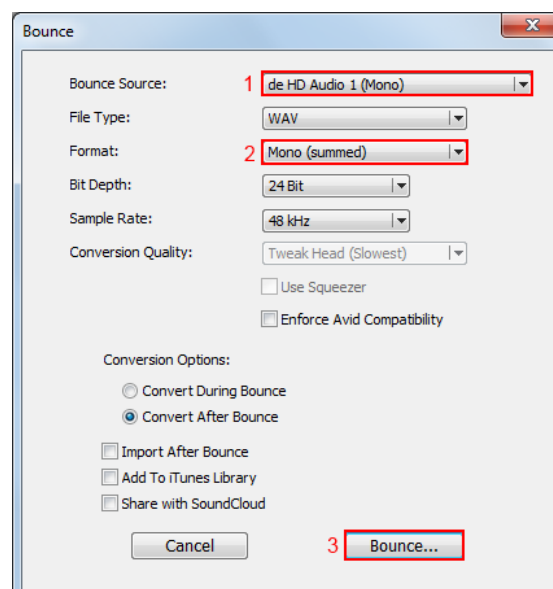 Bounce
Bounce Source: 1 de HD Audio 1 (Mono)
File Type: WAV
Format: 2 Mono (summed)
Bit Depth: 24 Bit
Sample Rate: 48 kHz
Conversion Quality: Tweak Head (Slowest)
Use Squeezer
Enforce Avid Compatibility
Conversion Options:
Convert During Bounce
Convert After Bounce
Import After Bounce
Add To iTunes Library
Share with SoundCloud
Cancel 3 Bounce...